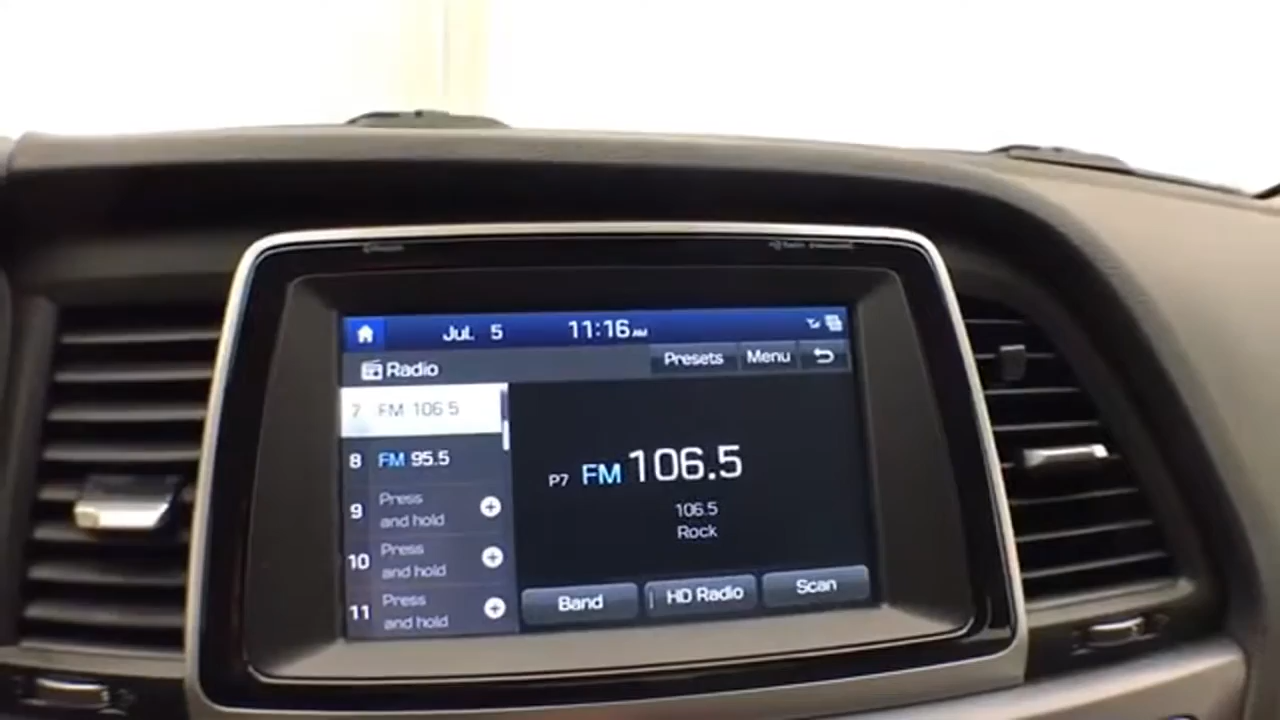 Jul. 5 11:16 AM
Radio Presets Menu
7 FM 106.5
8 FM 95.5
9 Press
and hold
10 Press
and hold
11 Press
and hold
P7 FM 106.5
106.5
Rock
Band HD Radio Scan